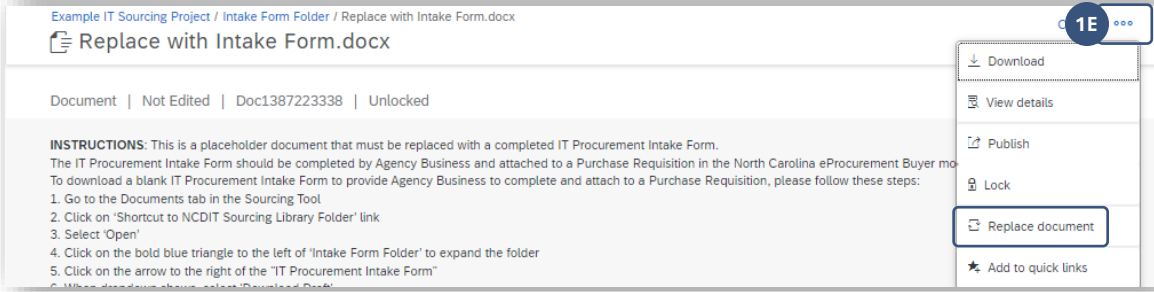 Example IT Sourcing Project / Intake Form Folder / Replace with Intake Form.docx
Replace with Intake Form.docx
1E
Download
Document | Not Edited | Doc1387223338 | Unlocked
View details
INSTRUCTIONS: This is a placeholder document that must be replaced with a completed IT Procurement Intake Form.
Publish
The IT Procurement Intake Form should be completed by Agency Business and attached to a Purchase Requisition in the North Carolina eProcurement Buyer
To download a blank IT Procurement Intake Form to provide Agency Business to complete and attach to a Purchase Requisition, please follow these steps:
Lock
1. Go to the Documents tab in the Sourcing Tool
2. Click on ‘Shortcut to NCDIT Sourcing Library Folder’ link
3. Select ‘Open’
Replace document
4. Click on the bold blue triangle to the left of ‘Intake Form Folder’ to expand the folder
5. Click on the arrow to the right of the "IT Procurement Intake Form"
Add to quick links
6. When dropdown shows, select ‘Download Draft’